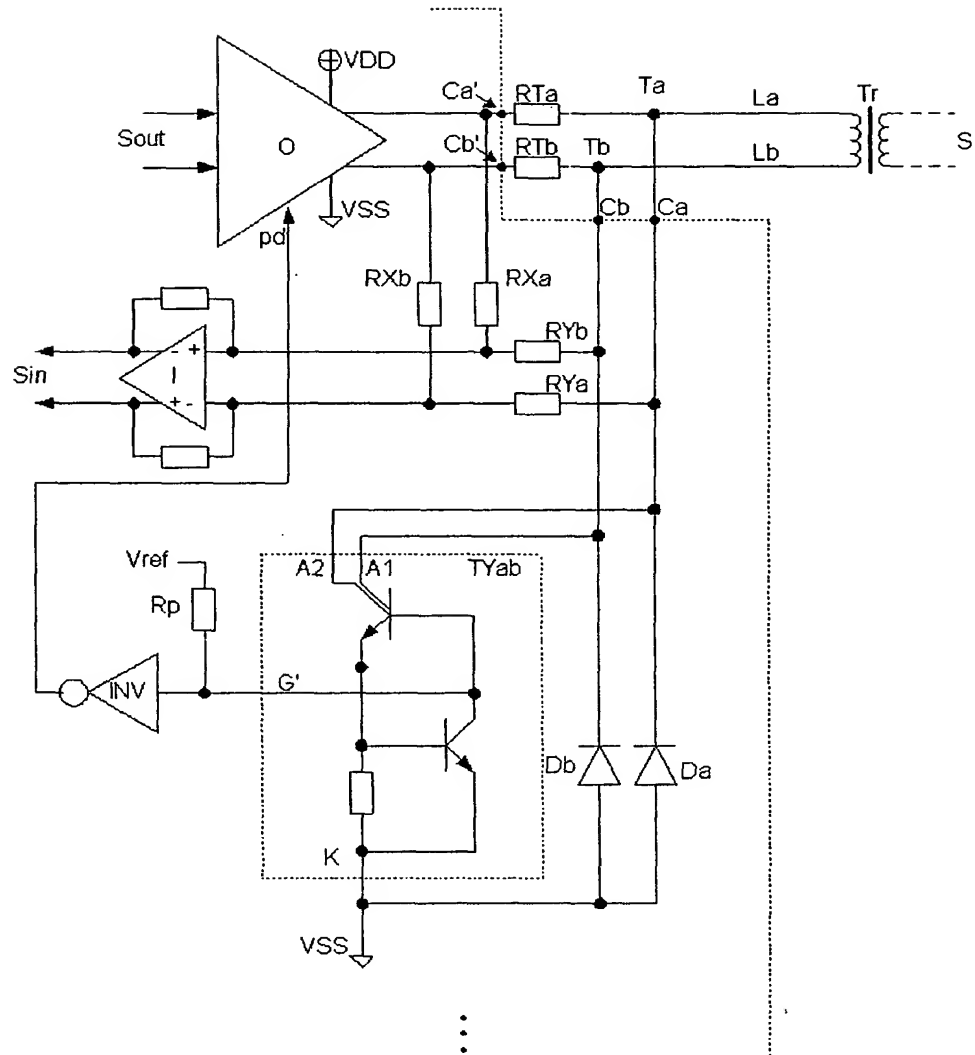 VDD
Ca'
RTa
Ta
La
Tr
Sout
O
Cb'
RTb
Tb
Lb
S
VSS
Cb
Ca
pd
RXb
RXa
RYb
- +
Sin
I
RYa
+ -
Vref
A2
A1
TYab
Rp
INV
G'
Db
Da
K
VSS